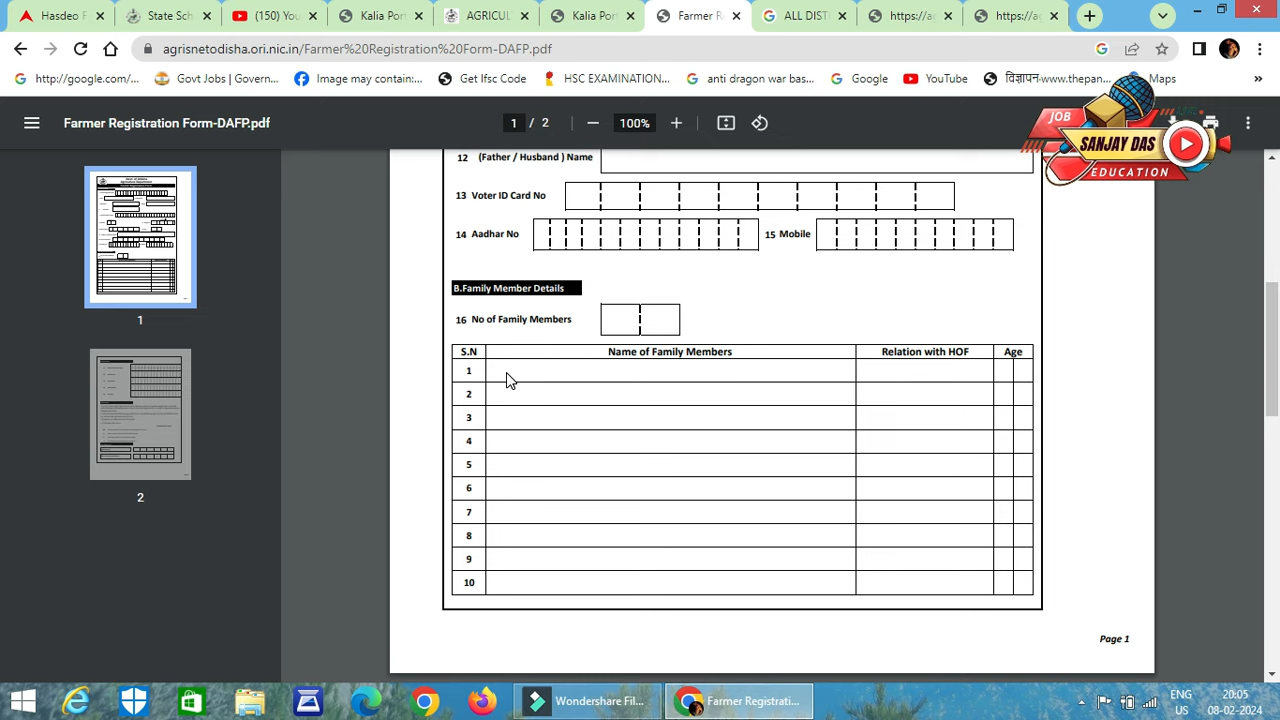 Hasdeo F
State Sch
(150) You
Kalia Por
AGRICUL
Kalia Por
Farmer R
ALL DIST
https://ag
https://ag
agrisnetodisha.ori.nic.in/Farmer%20Registration%20Form-DAFP.pdf
http://google.com/...
Govt Jobs | Govern...
Image may contain:...
Get Ifsc Code
HSC EXAMINATION...
anti dragon war bas...
Google
YouTube
विज्ञापन-www.thepan...
Maps
»
Farmer Registration Form-DAFP.pdf
1 / 2
100%
JOB
SANJAY DAS
EDUCATION
12 (Father / Husband ) Name
13 Voter ID Card No
14 Aadhar No
15 Mobile
B.Family Member Details
16 No of Family Members
S.N Name of Family Members Relation with HOF Age
1
2
3
4
5
6
7
8
9
10
Page 1
1
2
Wondershare Fil...
Farmer Registrati...
ENG
US
20:05
08-02-2024